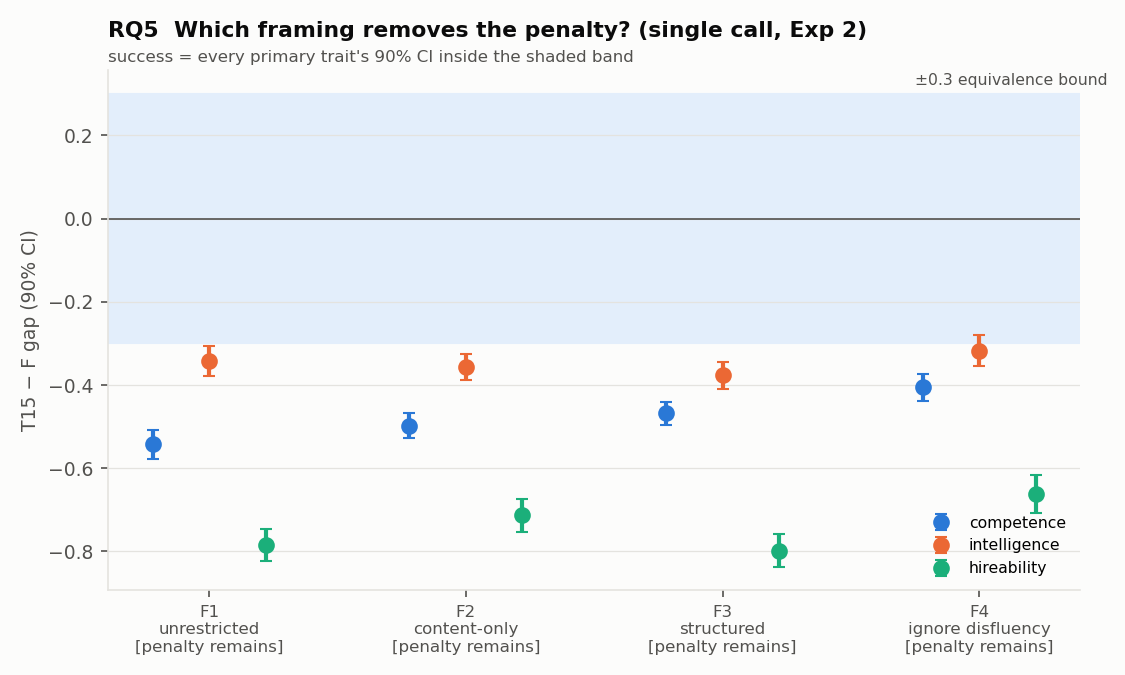 RQ5  Which framing removes the penalty? (single call, Exp 2)
success = every primary trait's 90% CI inside the shaded band
±0.3 equivalence bound
T15 − F gap (90% CI)
0.2
0.0
−0.2
−0.4
−0.6
−0.8
competence
intelligence
hireability
F1
unrestricted
[penalty remains]
F2
content-only
[penalty remains]
F3
structured
[penalty remains]
F4
ignore disfluency
[penalty remains]